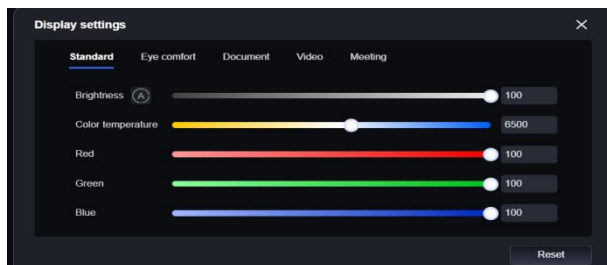 Display settings
Standard Eye comfort Document Video Meeting
Brightness A 100
Color temperature 6500
Red 100
Green 100
Blue 100
Reset